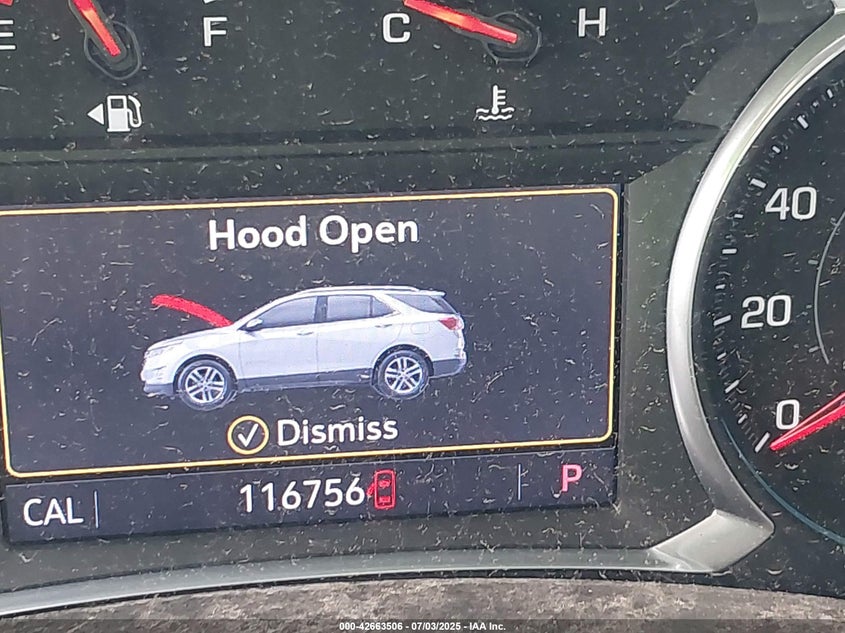 E F C H
Hood Open
Dismiss
CAL 116756 P
40
20
0
000-42663506 - 07/03/2025 - IAA Inc.